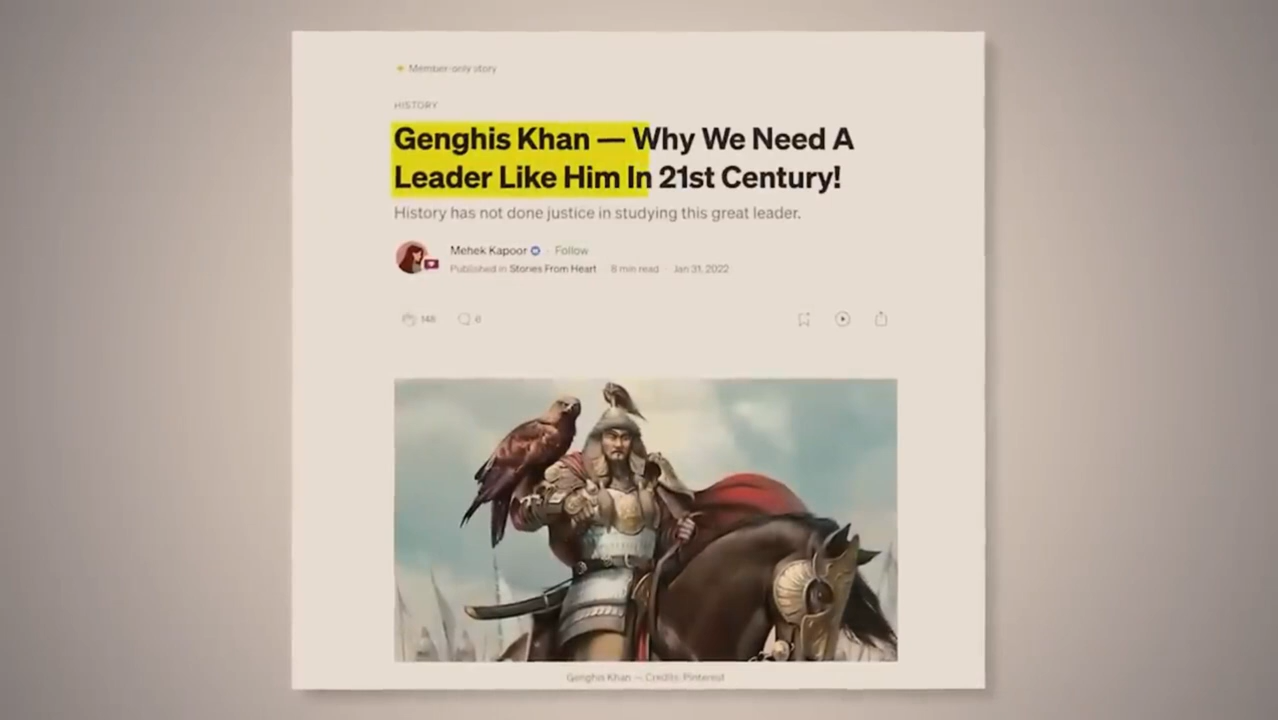 Member-only story
HISTORY
Genghis Khan — Why We Need A
Leader Like Him In 21st Century!
History has not done justice in studying this great leader.
Mehek Kapoor · Follow
Published in Stories From Heart · 8 min read · Jan 31, 2022
148 6
Genghis Khan — Credits: Pinterest